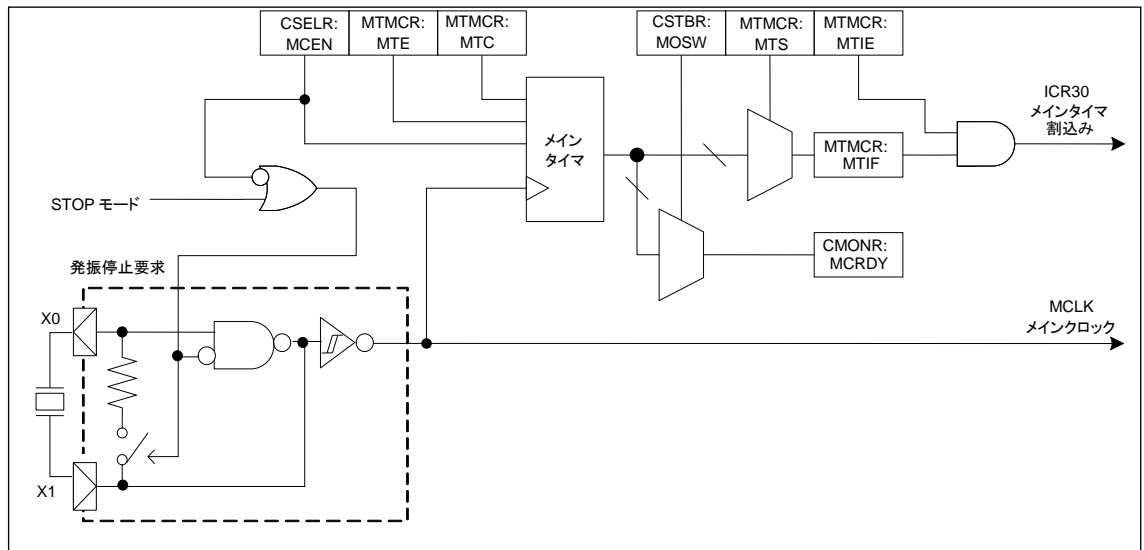 CSELR:
MCEN
MTMCR:
MTE
MTMCR:
MTC
CSTBR:
MOSW
MTMCR:
MTS
MTMCR:
MTIE
ICR30
メインタイマ
割込み
メイン
タイマ
MTMCR:
MTIF
STOP モード
CMONR:
MCRDY
発振停止要求
X0
MCLK
メインクロック
X1